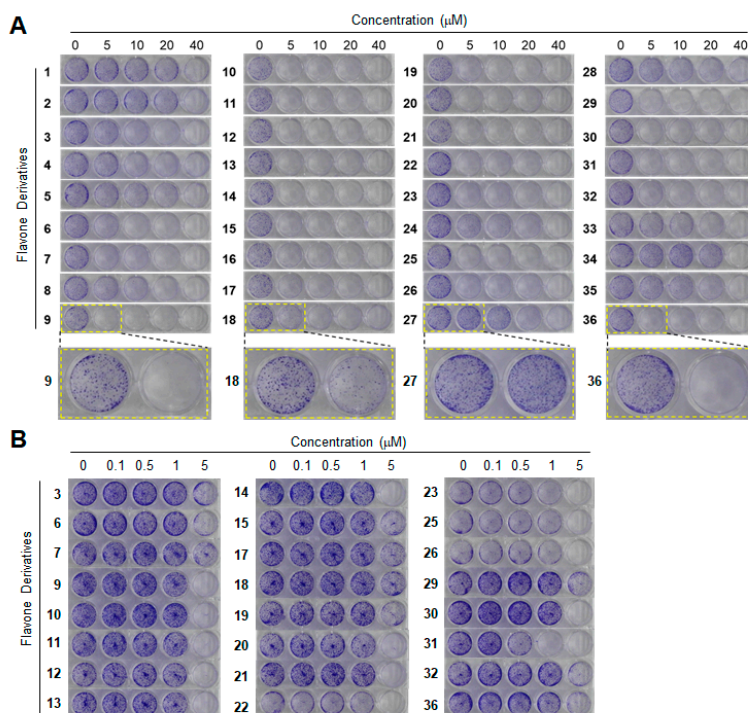 A
Concentration (μM)
0 5 10 20 40 0 5 10 20 40 0 5 10 20 40 0 5 10 20 40
Flavone Derivatives
1 10 19 28
2 11 20 29
3 12 21 30
4 13 22 31
5 14 23 32
6 15 24 33
7 16 25 34
8 17 26 35
9 18 27 36
9 18 27 36
B
Concentration (μM)
0 0.1 0.5 1 5 0 0.1 0.5 1 5 0 0.1 0.5 1 5
Flavone Derivatives
3 14 23
6 15 25
7 17 26
9 18 29
10 19 30
11 20 31
12 21 32
13 22 36